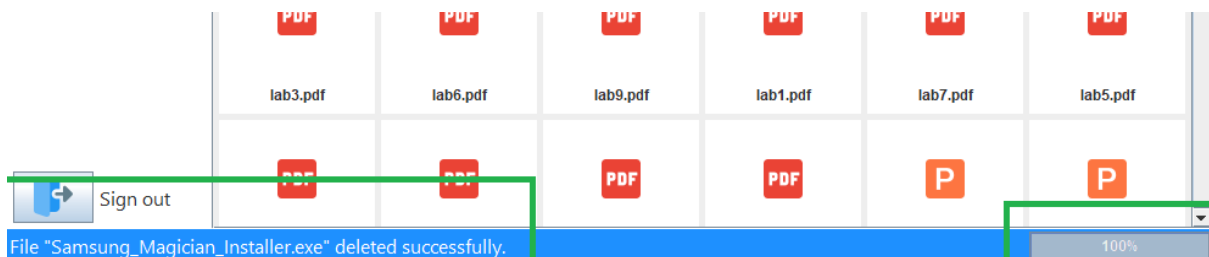 PDF PDF PDF PDF PDF PDF
lab3.pdf lab6.pdf lab9.pdf lab1.pdf lab7.pdf lab5.pdf
PDF PDF PDF PDF P P
Sign out
File "Samsung_Magician_Installer.exe" deleted successfully. 100%